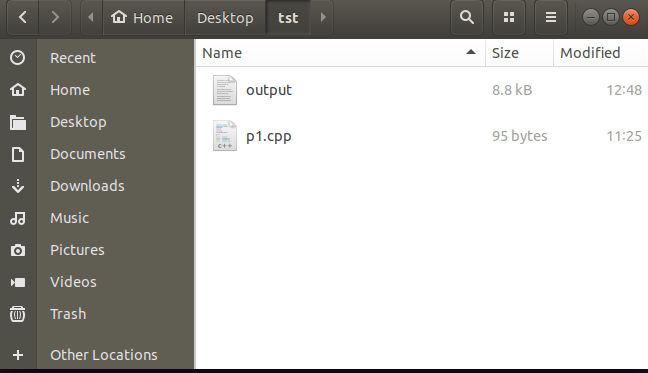 Home Desktop tst
Name Size Modified
Recent
output 8.8 kB 12:48
Home
Desktop
p1.cpp 95 bytes 11:25
C++
Documents
Downloads
Music
Pictures
Videos
Trash
Other Locations